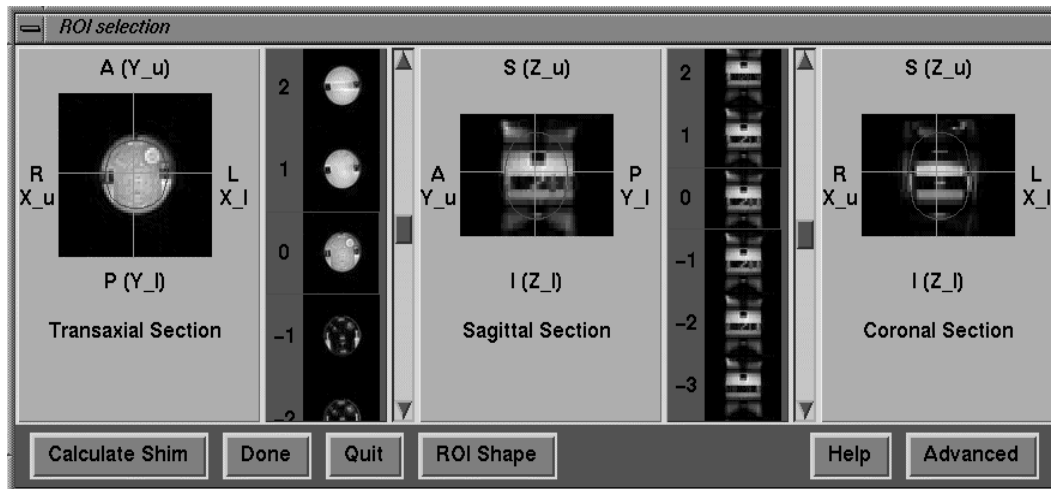 ROI selection
A (Y_u)
R
X_u
L
X_l
P (Y_l)
Transaxial Section
2
1
0
-1
-2
S (Z_u)
A
Y_u
P
Y_l
I (Z_l)
Sagittal Section
2
1
0
-1
-2
-3
S (Z_u)
R
X_u
L
X_l
I (Z_l)
Coronal Section
Calculate Shim
Done
Quit
ROI Shape
Help
Advanced